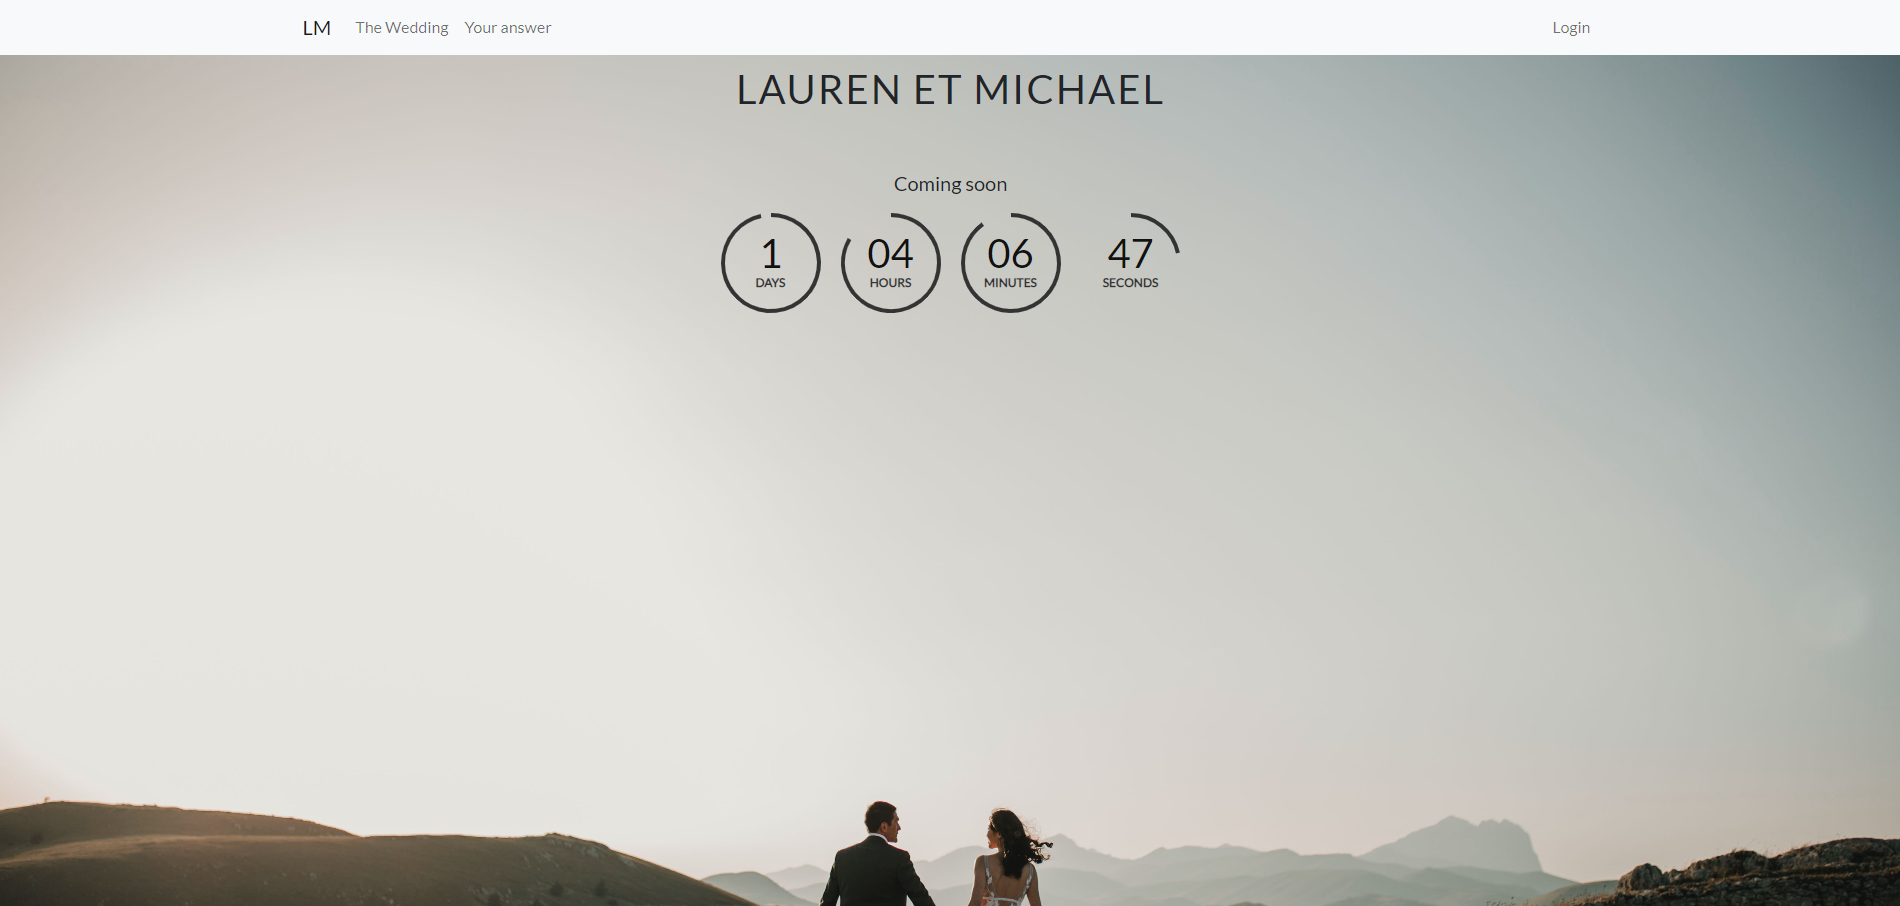 LM The Wedding Your answer Login
LAUREN ET MICHAEL
Coming soon
1 04 06 47
DAYS HOURS MINUTES SECONDS